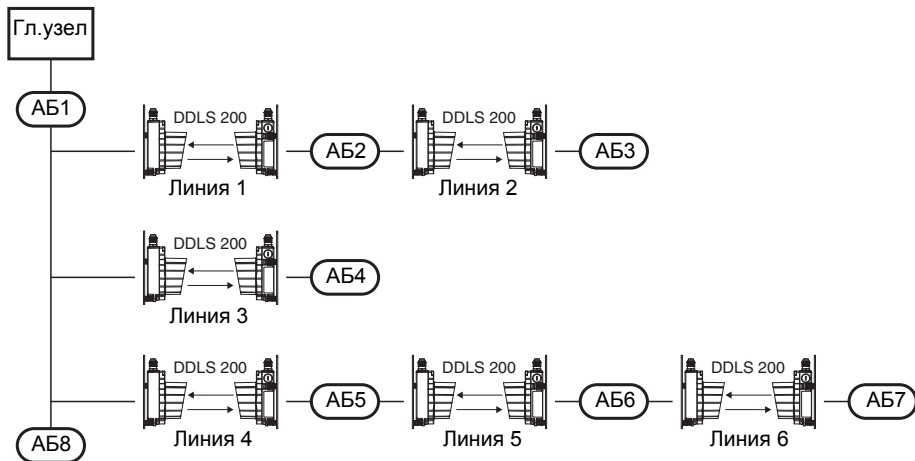 Гл.узел
АБ1
DDLS 200
DDLS 200
АБ2
АБ3
Линия 1
Линия 2
DDLS 200
АБ4
Линия 3
DDLS 200
DDLS 200
DDLS 200
АБ5
АБ6
АБ7
АБ8
Линия 4
Линия 5
Линия 6